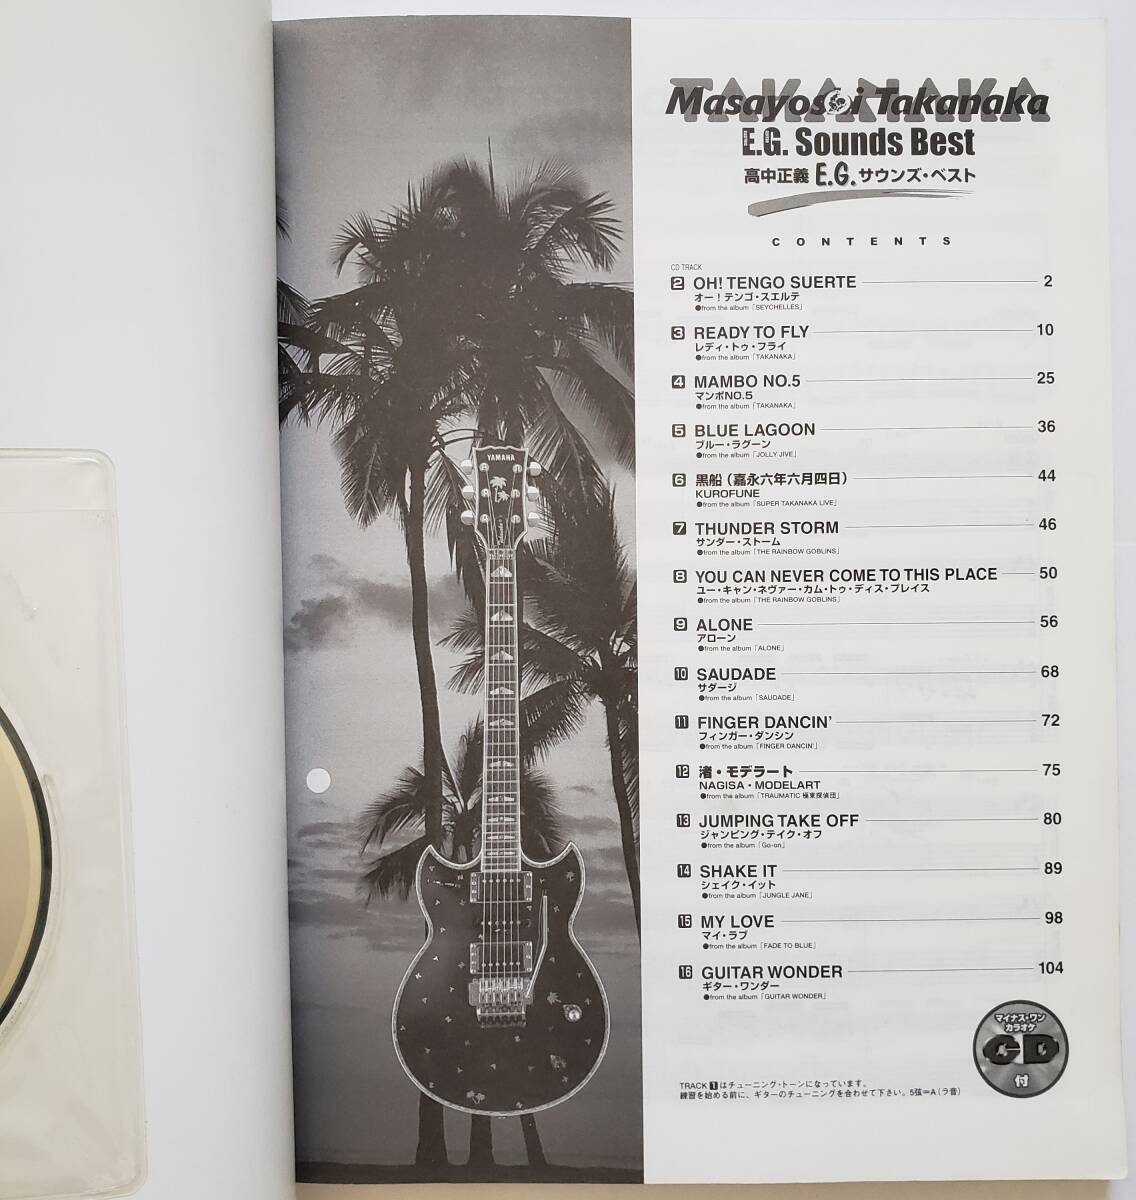 TAKANAKA
Masayoshi Takanaka
E.G. Sounds Best
高中正義 E.G. サウンズ・ベスト
CONTENTS
CD TRACK
2 OH! TENGO SUERTE 2
オー!テンゴ・スエルテ
●from the album「SEYCHELLES」
3 READY TO FLY 10
レディ・トゥ・フライ
●from the album「TAKANAKA」
4 MAMBO NO.5 25
マンボNO.5
●from the album「TAKANAKA」
5 BLUE LAGOON 36
ブルー・ラグーン
●from the album「JOLLY JIVE」
6 黒船(嘉永六年六月四日) 44
KUROFUNE
●from the album「SUPER TAKANAKA LIVE」
7 THUNDER STORM 46
サンダー・ストーム
●from the album「THE RAINBOW GOBLINS」
8 YOU CAN NEVER COME TO THIS PLACE 50
ユー・キャン・ネヴァー・カム・トゥ・ディス・プレイス
●from the album「THE RAINBOW GOBLINS」
9 ALONE 56
アローン
●from the album「ALONE」
10 SAUDADE 68
サダージ
●from the album「SAUDADE」
11 FINGER DANCIN' 72
フィンガー・ダンシン
●from the album「FINGER DANCIN'」
12 渚・モデラート 75
NAGISA・MODELART
●from the album「TRAUMATIC 極東探偵団」
13 JUMPING TAKE OFF 80
ジャンピング・テイク・オフ
●from the album「Go-on」
14 SHAKE IT 89
シェイク・イット
●from the album「JUNGLE JANE」
15 MY LOVE 98
マイ・ラブ
●from the album「FADE TO BLUE」
16 GUITAR WONDER 104
ギター・ワンダー
●from the album「GUITAR WONDER」
マイナス・ワン
カラオケ
CD
付
TRACK 1 はチューニング・トーンになっています。
練習を始める前に、ギターのチューニングを合わせて下さい。5弦=A(ラ音)
YAMAHA